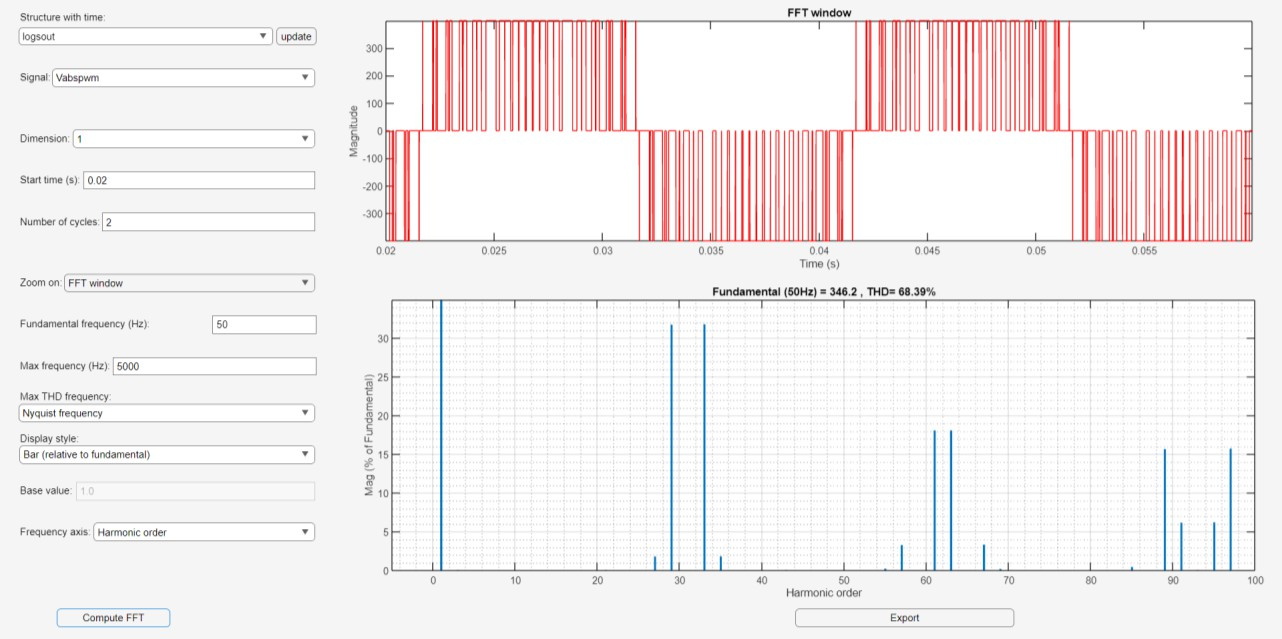 Structure with time:
logsout
update
Signal: Vabspwm
Dimension: 1
Start time (s): 0.02
Number of cycles: 2
Zoom on: FFT window
Fundamental frequency (Hz): 50
Max frequency (Hz): 5000
Max THD frequency:
Nyquist frequency
Display style:
Bar (relative to fundamental)
Base value: 1.0
Frequency axis: Harmonic order
Compute FFT
FFT window
Magnitude
300
200
100
0
-100
-200
-300
0.02 0.025 0.03 0.035 0.04 0.045 0.05 0.055
Time (s)
Fundamental (50Hz) = 346.2 , THD= 68.39%
Mag (% of Fundamental)
30
25
20
15
10
5
0
0 10 20 30 40 50 60 70 80 90 100
Harmonic order
Export